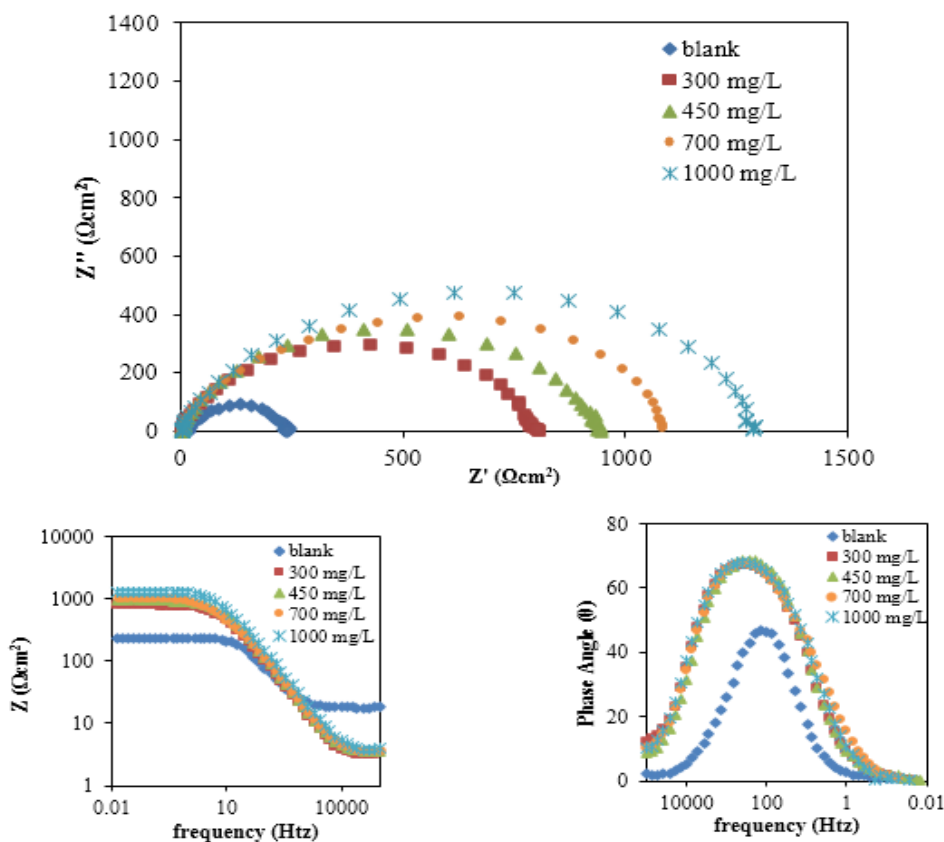 1400
1200
1000
800
600
400
200
0
Z'' (Ωcm²)
blank
300 mg/L
450 mg/L
700 mg/L
1000 mg/L
0 500 1000 1500
Z' (Ωcm²)
10000
1000
100
10
1
Z (Ωcm²)
blank
300 mg/L
450 mg/L
700 mg/L
1000 mg/L
0.01 10 10000
frequency (Htz)
80
60
40
20
0
Phase Angle (θ)
blank
300 mg/L
450 mg/L
700 mg/L
1000 mg/L
10000 100 1 0.01
frequency (Htz)